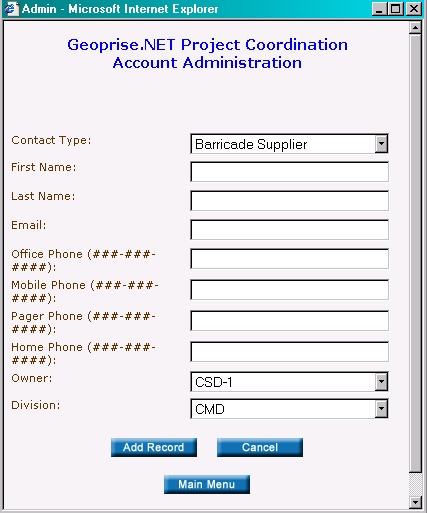 Admin - Microsoft Internet Explorer
Geoprise.NET Project Coordination
Account Administration
Contact Type:
Barricade Supplier
First Name:
Last Name:
Email:
Office Phone (###-###-
####):
Mobile Phone (###-###-
####):
Pager Phone (###-###-
####):
Home Phone (###-###-
####):
Owner:
CSD-1
Division:
CMD
Add Record
Cancel
Main Menu